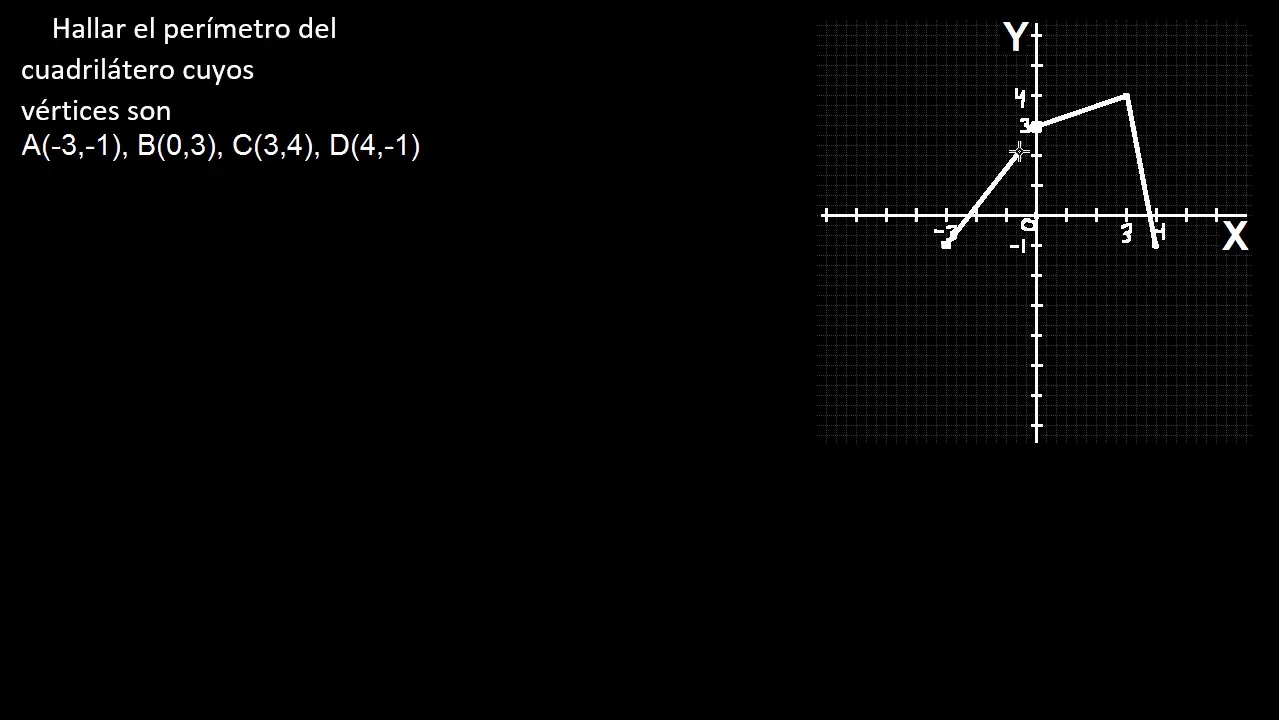 Hallar el perímetro del
cuadrilátero cuyos
vértices son
A(-3,-1), B(0,3), C(3,4), D(4,-1)
Y
4
3
-3 0 3 4
X
-1